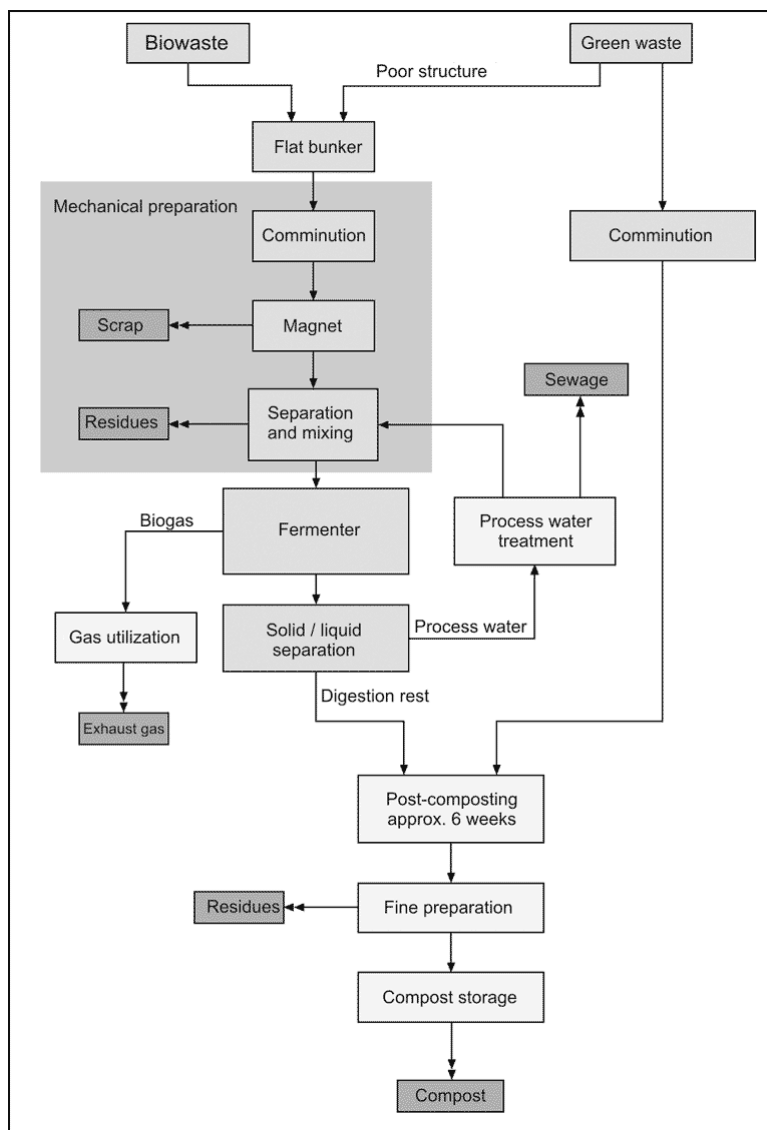 Biowaste
Green waste
Poor structure
Flat bunker
Mechanical preparation
Comminution
Comminution
Scrap
Magnet
Sewage
Residues
Separation
and mixing
Biogas
Fermenter
Process water
treatment
Gas utilization
Solid / liquid
separation
Process water
Digestion rest
Exhaust gas
Post-composting
approx. 6 weeks
Residues
Fine preparation
Compost storage
Compost